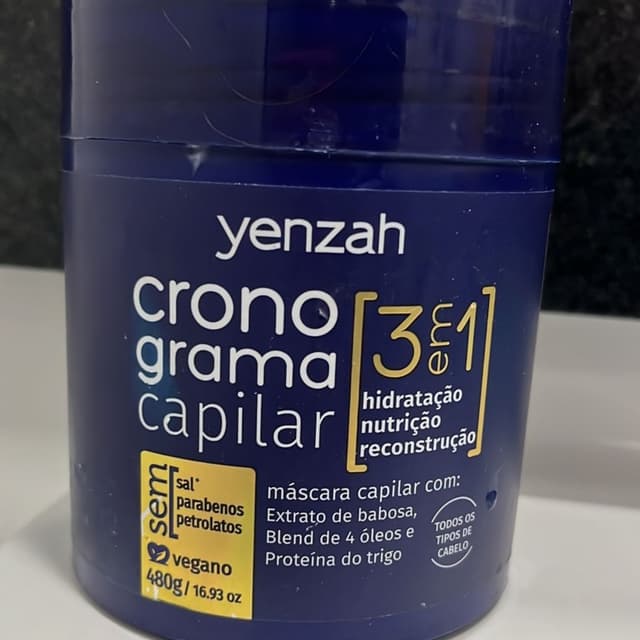 yenzah
crono
grama
capilar
3 em 1
hidratação
nutrição
reconstrução
sem
sal*
parabenos
petrolatos
vegano
480g/16.93 oz
máscara capilar com:
Extrato de babosa,
Blend de 4 óleos e
Proteína do trigo
TODOS OS
TIPOS DE
CABELO